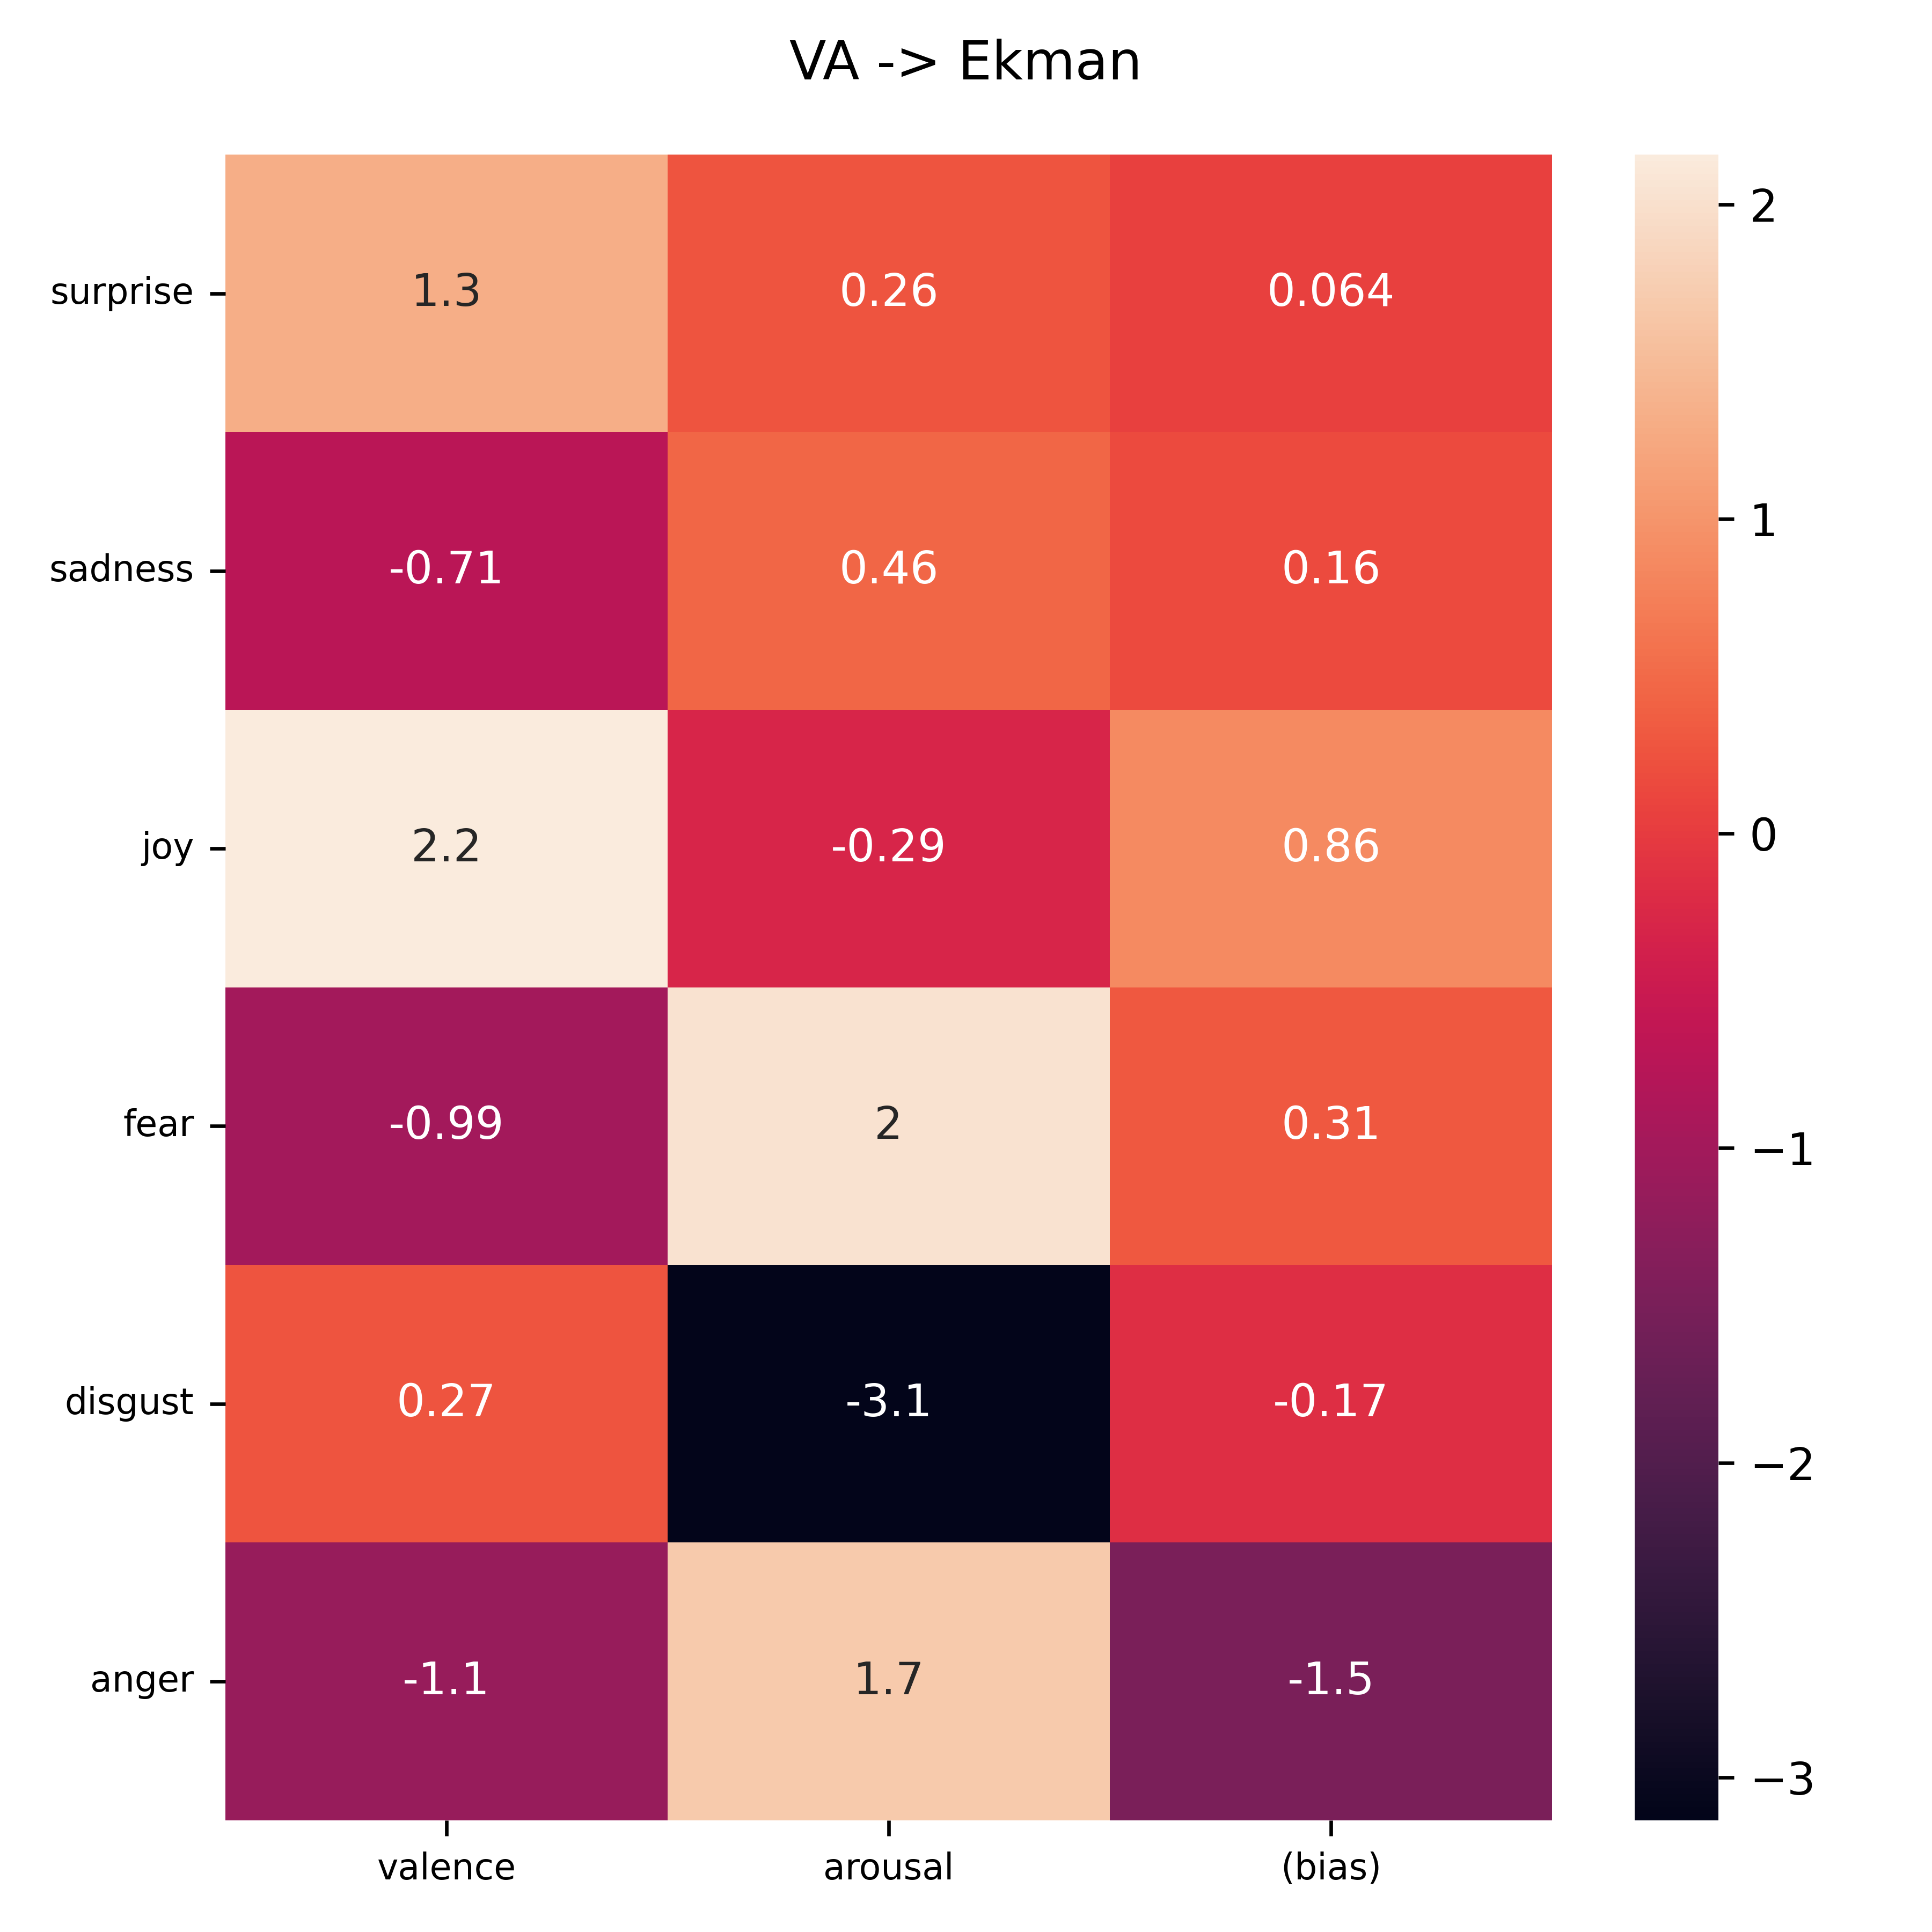 VA -> Ekman
surprise 1.3 0.26 0.064
sadness -0.71 0.46 0.16
joy 2.2 -0.29 0.86
fear -0.99 2 0.31
disgust 0.27 -3.1 -0.17
anger -1.1 1.7 -1.5
valence arousal (bias)
2
1
0
−1
−2
−3